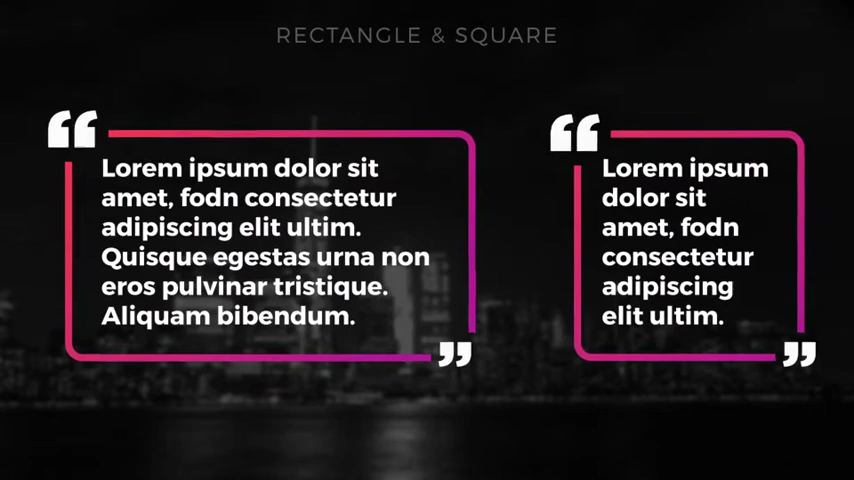 RECTANGLE & SQUARE
“
Lorem ipsum dolor sit
amet, fodn consectetur
adipiscing elit ultim.
Quisque egestas urna non
eros pulvinar tristique.
Aliquam bibendum.
”
“
Lorem ipsum
dolor sit
amet, fodn
consectetur
adipiscing
elit ultim.
”